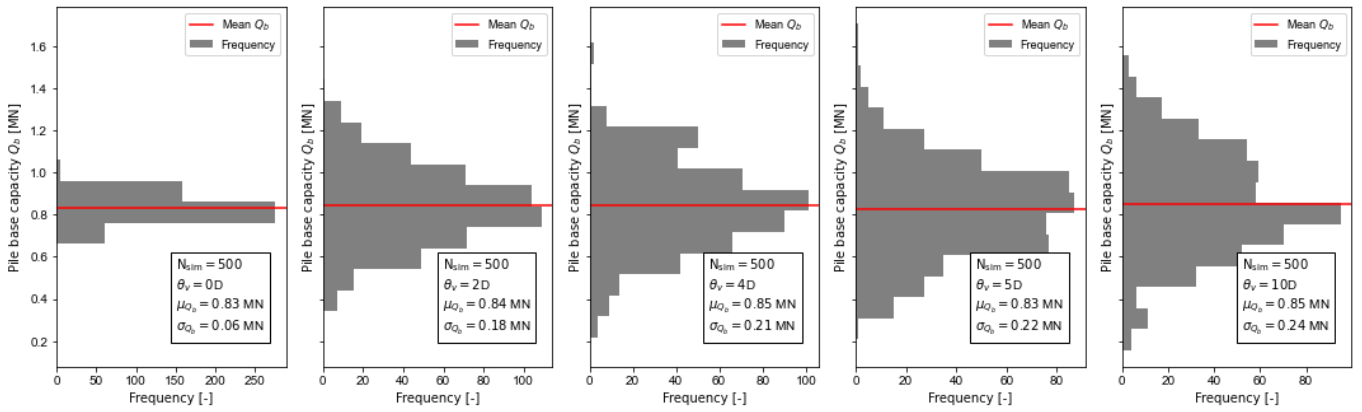 Pile base capacity Q_b [MN]
1.6
1.4
1.2
1.0
0.8
0.6
0.4
0.2
Mean Q_b
Frequency
N_sim = 500
θ_v = 0D
μ_Q_b = 0.83 MN
σ_Q_b = 0.06 MN
0 50 100 150 200 250
Frequency [-]
Pile base capacity Q_b [MN]
Mean Q_b
Frequency
N_sim = 500
θ_v = 2D
μ_Q_b = 0.84 MN
σ_Q_b = 0.18 MN
0 20 40 60 80 100
Frequency [-]
Pile base capacity Q_b [MN]
Mean Q_b
Frequency
N_sim = 500
θ_v = 4D
μ_Q_b = 0.85 MN
σ_Q_b = 0.21 MN
0 20 40 60 80 100
Frequency [-]
Pile base capacity Q_b [MN]
Mean Q_b
Frequency
N_sim = 500
θ_v = 5D
μ_Q_b = 0.83 MN
σ_Q_b = 0.22 MN
0 20 40 60 80
Frequency [-]
Pile base capacity Q_b [MN]
Mean Q_b
Frequency
N_sim = 500
θ_v = 10D
μ_Q_b = 0.85 MN
σ_Q_b = 0.24 MN
0 20 40 60 80
Frequency [-]